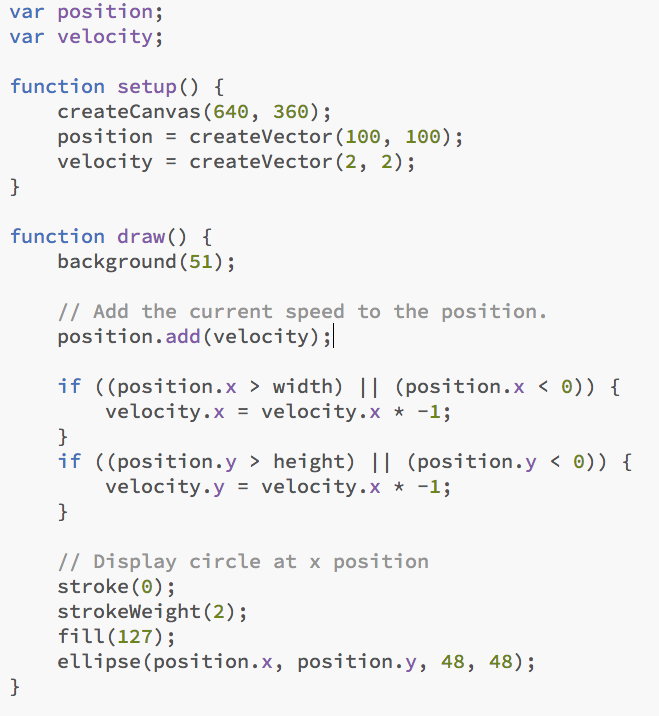 var position;
var velocity;

function setup() {
    createCanvas(640, 360);
    position = createVector(100, 100);
    velocity = createVector(2, 2);
}

function draw() {
    background(51);

    // Add the current speed to the position.
    position.add(velocity);

    if ((position.x > width) || (position.x < 0)) {
        velocity.x = velocity.x * -1;
    }
    if ((position.y > height) || (position.y < 0)) {
        velocity.y = velocity.x * -1;
    }

    // Display circle at x position
    stroke(0);
    strokeWeight(2);
    fill(127);
    ellipse(position.x, position.y, 48, 48);
}